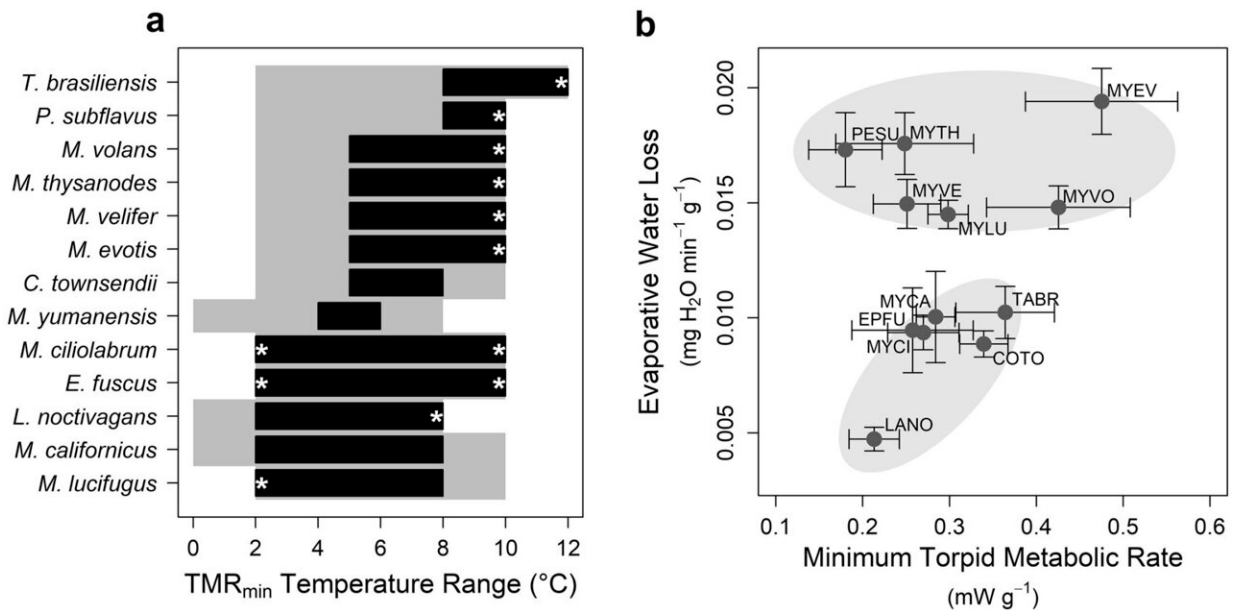 a
T. brasiliensis
P. subflavus
M. volans
M. thysanodes
M. velifer
M. evotis
C. townsendii
M. yumanensis
M. ciliolabrum
E. fuscus
L. noctivagans
M. californicus
M. lucifugus
* 
*
*
*
*
*
* *
* *
*
*
0 2 4 6 8 10 12
TMRmin Temperature Range (°C)
b
Evaporative Water Loss
(mg H₂O min⁻¹ g⁻¹)
0.020
0.015
0.010
0.005
MYEV
PESU MYTH
MYVE
MYVO
MYLU
MYCA
TABR
EPFU
MYCI
COTO
LANO
0.1 0.2 0.3 0.4 0.5 0.6
Minimum Torpid Metabolic Rate
(mW g⁻¹)